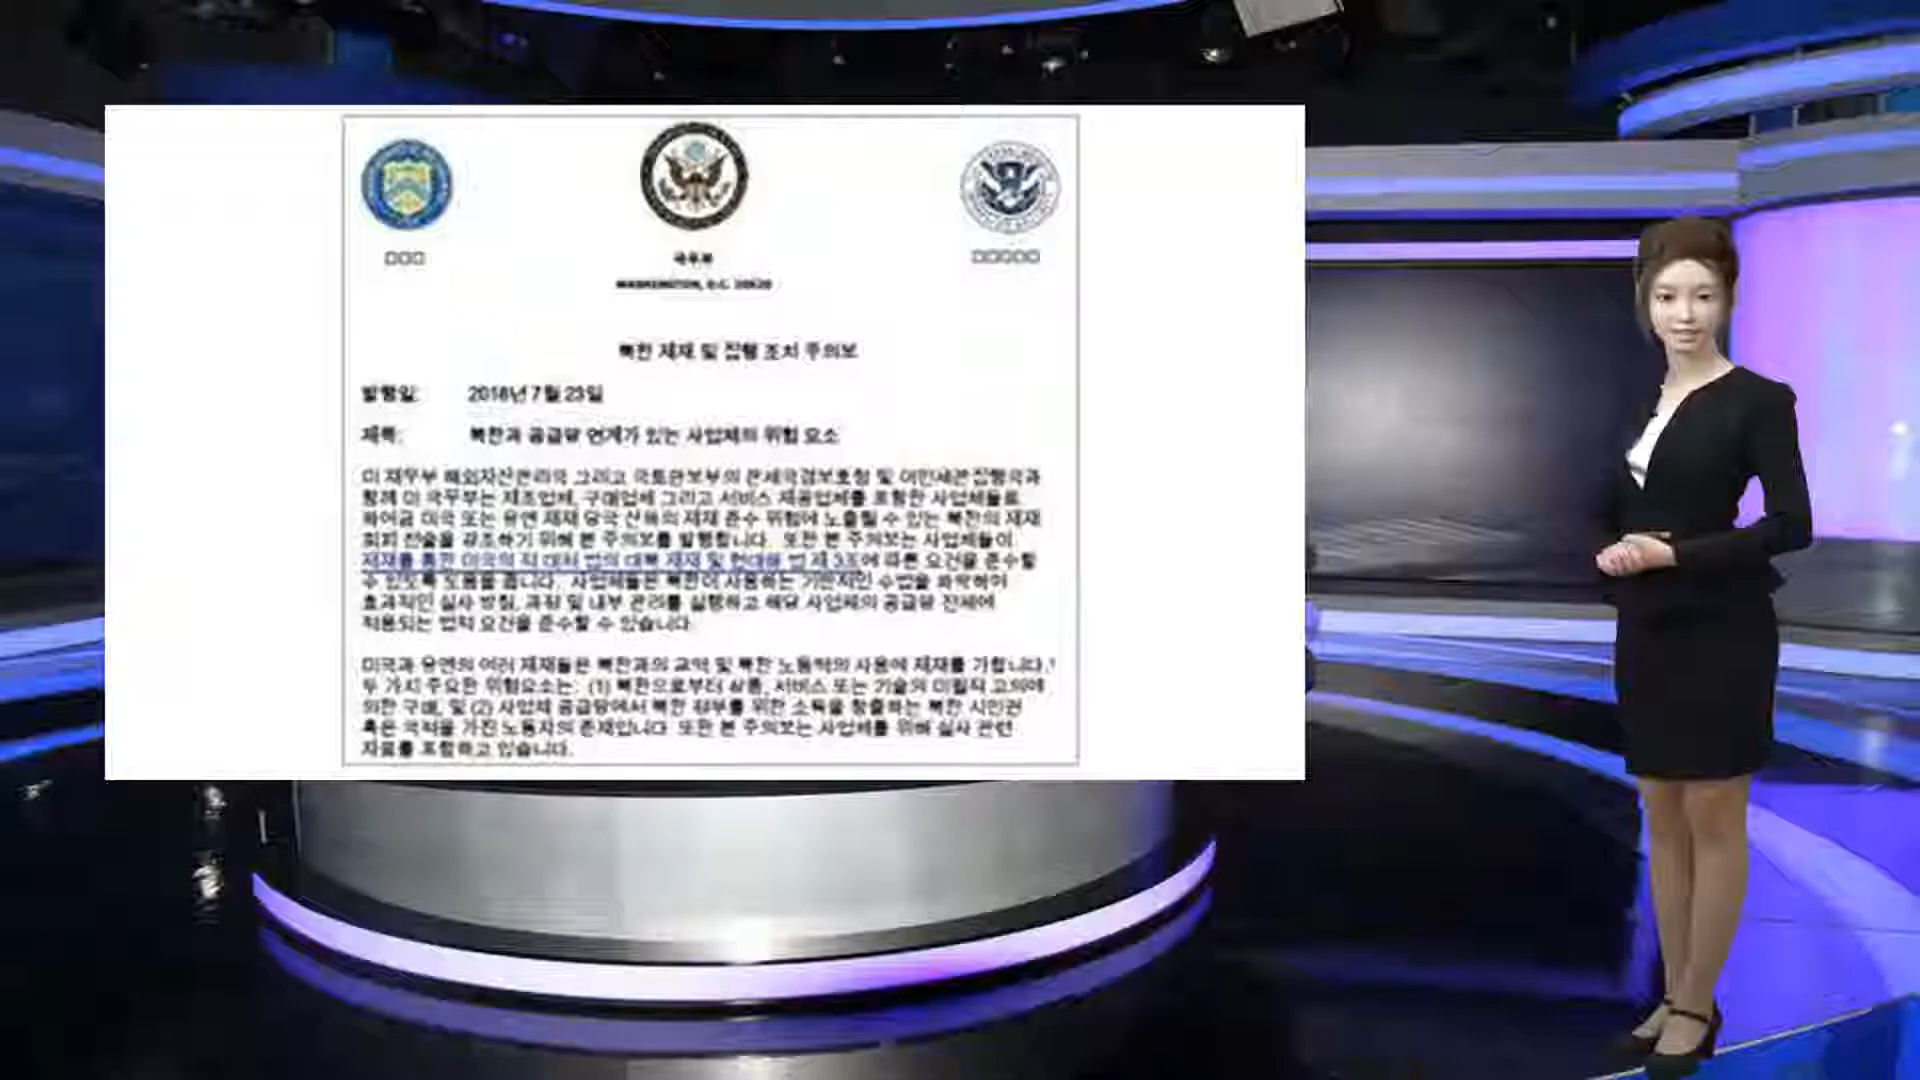 국무부
WASHINGTON, D.C. 20520
북한 제재 및 집행 조치 주의보
발행일: 2018년 7월 23일
제목: 북한과 공급망 연계가 있는 사업체의 위험 요소
미 재무부 해외자산관리국 그리고 국토안보부의 관세국경보호청 및 이민세관집행국과
함께 미 국무부는 제조업체, 구매업체 그리고 서비스 제공업체를 포함한 사업체들로
하여금 미국 또는 유엔 제재 당국 산하의 제재 준수 위험에 노출될 수 있는 북한의 제재
회피 전술을 강조하기 위해 본 주의보를 발행합니다. 또한 본 주의보는 사업체들이
제재를 통한 미국의 적 대처 법의 대북 제재 및 현대화 법 제 3조에 따른 요건을 준수할
수 있도록 도움을 줍니다. 사업체들은 북한이 사용하는 기만적인 수법을 파악하여
효과적인 실사 방침, 과정 및 내부 관리를 실행하고 해당 사업체의 공급망 전체에
적용되는 법적 요건을 준수할 수 있습니다.
미국과 유엔의 여러 제재들은 북한과의 교역 및 북한 노동력의 사용에 제재를 가합니다.¹
두 가지 주요한 위험요소는: (1) 북한으로부터 상품, 서비스 또는 기술의 미필적 고의에
의한 구매, 및 (2) 사업체 공급망에서 북한 정부를 위한 소득을 창출하는 북한 시민권
혹은 국적을 가진 노동자의 존재입니다. 또한 본 주의보는 사업체를 위해 실사 관련
자료를 포함하고 있습니다.